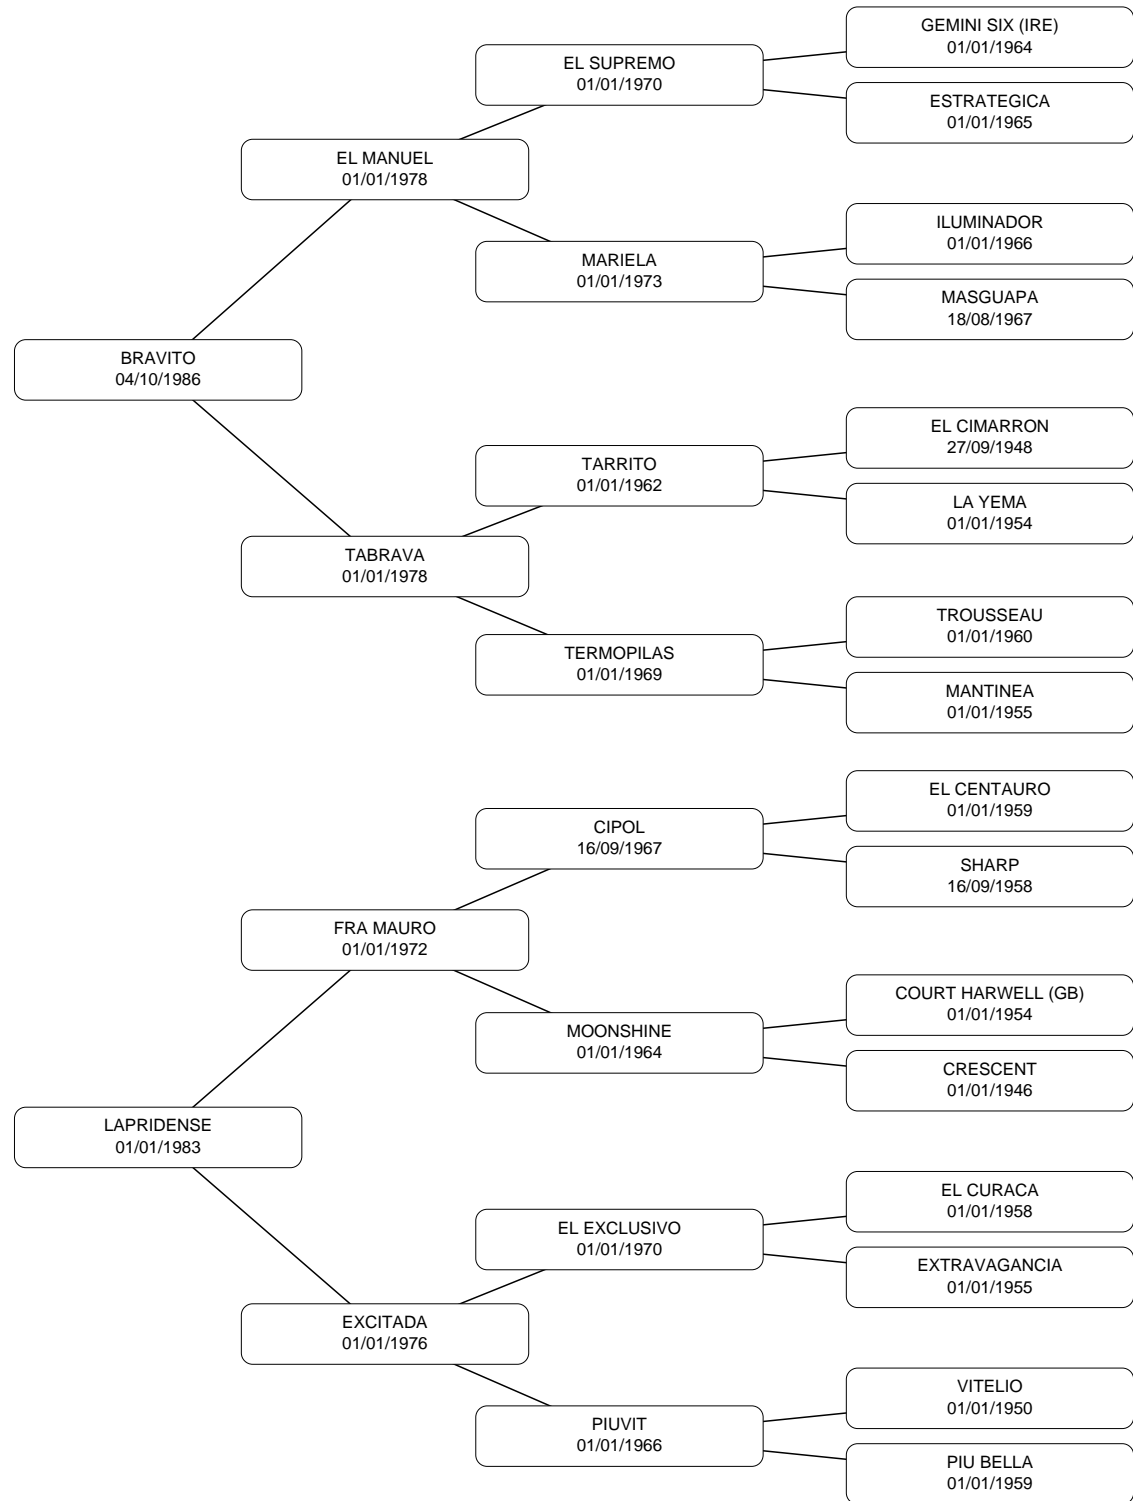 GEMINI SIX (IRE)
01/01/1964
EL SUPREMO
01/01/1970
ESTRATEGICA
01/01/1965
EL MANUEL
01/01/1978
ILUMINADOR
01/01/1966
MARIELA
01/01/1973
MASGUAPA
18/08/1967
BRAVITO
04/10/1986
EL CIMARRON
27/09/1948
TARRITO
01/01/1962
LA YEMA
01/01/1954
TABRAVA
01/01/1978
TROUSSEAU
01/01/1960
TERMOPILAS
01/01/1969
MANTINEA
01/01/1955
EL CENTAURO
01/01/1959
CIPOL
16/09/1967
SHARP
16/09/1958
FRA MAURO
01/01/1972
COURT HARWELL (GB)
01/01/1954
MOONSHINE
01/01/1964
CRESCENT
01/01/1946
LAPRIDENSE
01/01/1983
EL CURACA
01/01/1958
EL EXCLUSIVO
01/01/1970
EXTRAVAGANCIA
01/01/1955
EXCITADA
01/01/1976
VITELIO
01/01/1950
PIUVIT
01/01/1966
PIU BELLA
01/01/1959